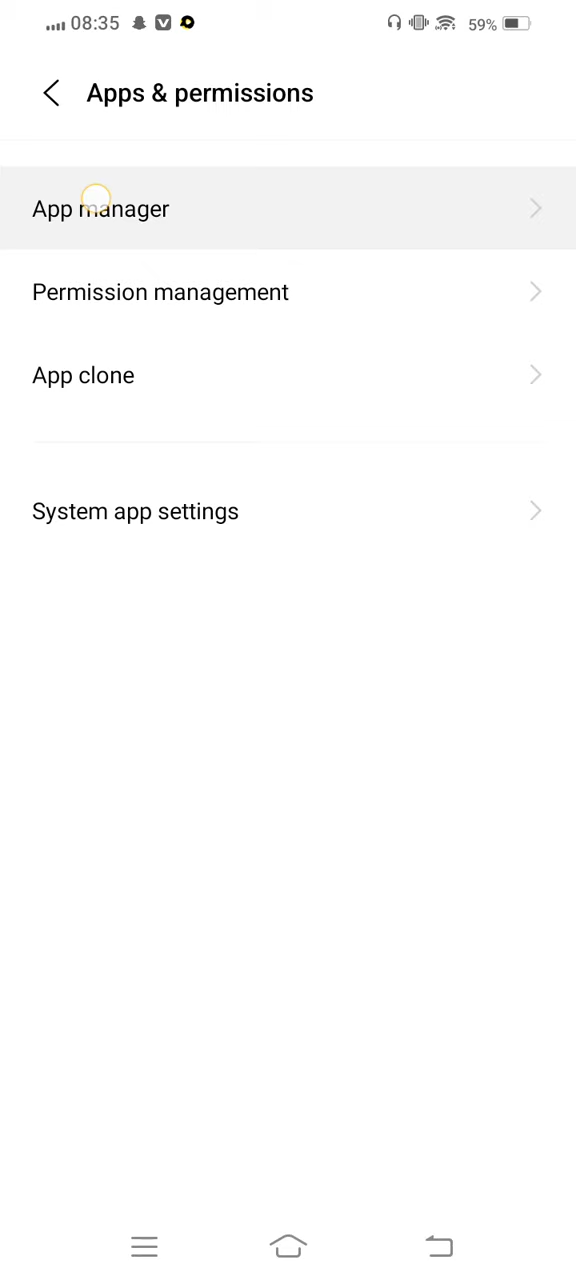 08:35 59%
Apps & permissions
App manager
Permission management
App clone
System app settings